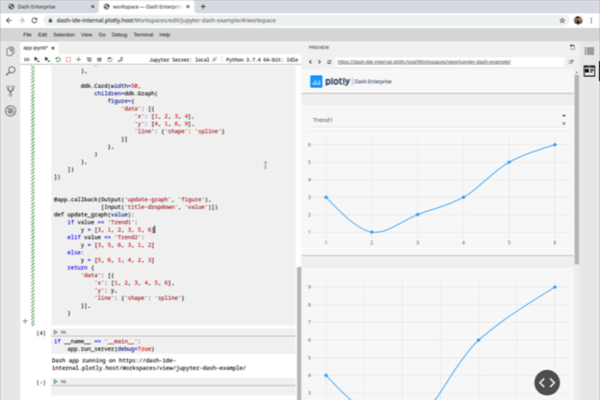 Dash Enterprise
workspace — Dash Enterprise
dash-ide-internal.plotly.host/Workspaces/edit/jupyter-dash-example/#/workspace
File Edit Selection View Go Debug Terminal Help
app.ipynb
Jupyter Server: local
Python 3.7.4 64-bit: Idle
},
ddk.Card(width=50,
children=ddk.Graph(
figure={
'data': [{
'x': [1, 2, 3, 4],
'y': [4, 1, 6, 9],
'line': {'shape': 'spline'}
}]
},
)
),
])
])
@app.callback(Output('update-graph', 'figure'),
[Input('title-dropdown', 'value')])
def update_graph(value):
if value == 'Trend1':
y = [3, 1, 2, 3, 5, 6]
elif value == 'Trend2':
y = [3, 5, 6, 3, 1, 2]
else:
y = [5, 6, 1, 4, 2, 3]
return {
'data': [{
'x': [1, 2, 3, 4, 5, 6],
'y': y,
'line': {'shape': 'spline'}
}],
}
[4]
if __name__ == '__main__':
app.run_server(debug=True)
Dash app running on https://dash-ide-
internal.plotly.host/Workspaces/view/jupyter-dash-example/
[-]
PREVIEW
https://dash-ide-internal.plotly.host/Workspaces/view/jupyter-dash-example/
plotly | Dash Enterprise
Trend1
6
5
4
3
2
1
1 2 3 4 5 6
9
8
7
6
5
4
3